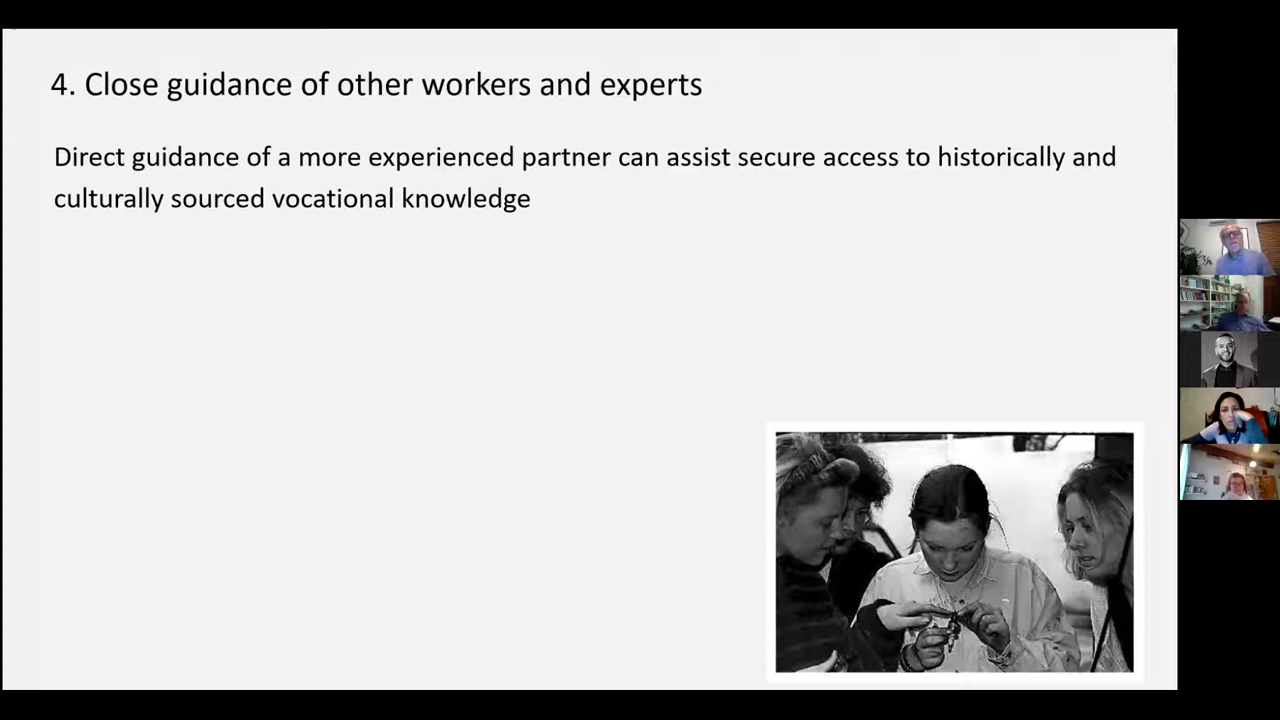 4. Close guidance of other workers and experts
Direct guidance of a more experienced partner can assist secure access to historically and
culturally sourced vocational knowledge